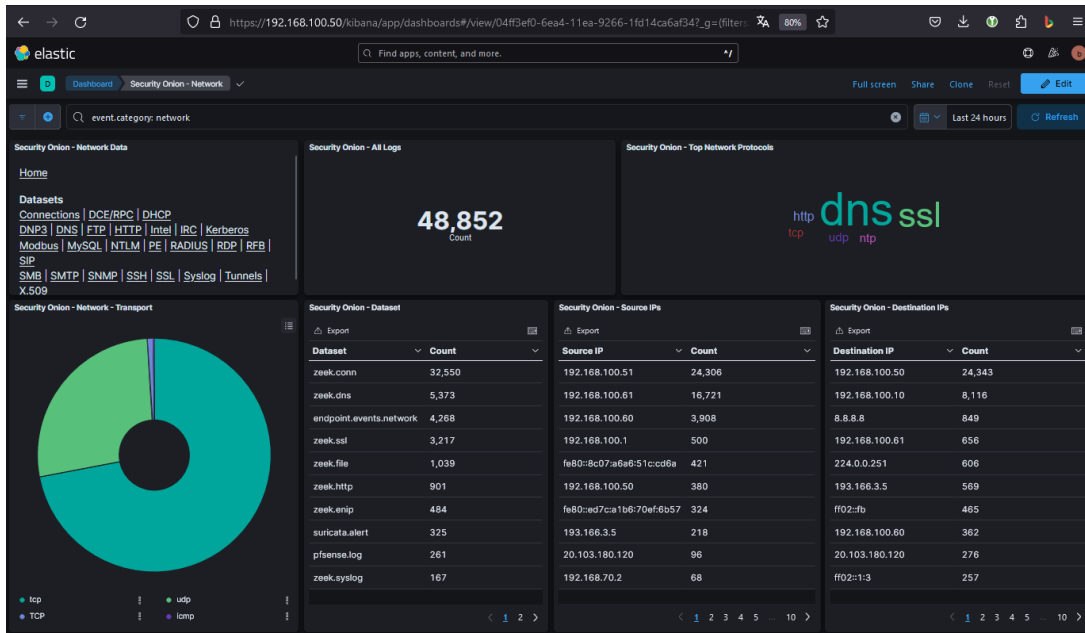 https://192.168.100.50/kibana/app/dashboards#/view/04ff3ef0-6ea4-11ea-9266-1fd14ca6af34?_g=(filters
80%
elastic
Find apps, content, and more.
^/
b
D
Dashboard
Security Onion - Network
Full screen
Share
Clone
Reset
Edit
event.category: network
Last 24 hours
Refresh
Security Onion - Network Data
Home
Datasets
Connections | DCE/RPC | DHCP
DNP3 | DNS | FTP | HTTP | Intel | IRC | Kerberos
Modbus | MySQL | NTLM | PE | RADIUS | RDP | RFB |
SIP
SMB | SMTP | SNMP | SSH | SSL | Syslog | Tunnels |
X.509
Security Onion - All Logs
48,852
Count
Security Onion - Top Network Protocols
http dns ssl
tcp udp ntp
Security Onion - Network - Transport
tcp
udp
TCP
icmp
Security Onion - Dataset
Export
Dataset Count
zeek.conn 32,550
zeek.dns 5,373
endpoint.events.network 4,268
zeek.ssl 3,217
zeek.file 1,039
zeek.http 901
zeek.enip 484
suricata.alert 325
pfsense.log 261
zeek.syslog 167
1 2
Security Onion - Source IPs
Export
Source IP Count
192.168.100.51 24,306
192.168.100.61 16,721
192.168.100.60 3,908
192.168.100.1 500
fe80::8c07:a6a6:51c:cd6a 421
192.168.100.50 380
fe80::ed7c:a1b6:70ef:6b57 324
193.166.3.5 218
20.103.180.120 96
192.168.70.2 68
1 2 3 4 5 ... 10
Security Onion - Destination IPs
Export
Destination IP Count
192.168.100.50 24,343
192.168.100.10 8,116
8.8.8.8 849
192.168.100.61 656
224.0.0.251 606
193.166.3.5 569
ff02::fb 465
192.168.100.60 362
20.103.180.120 276
ff02::1:3 257
1 2 3 4 5 ... 10